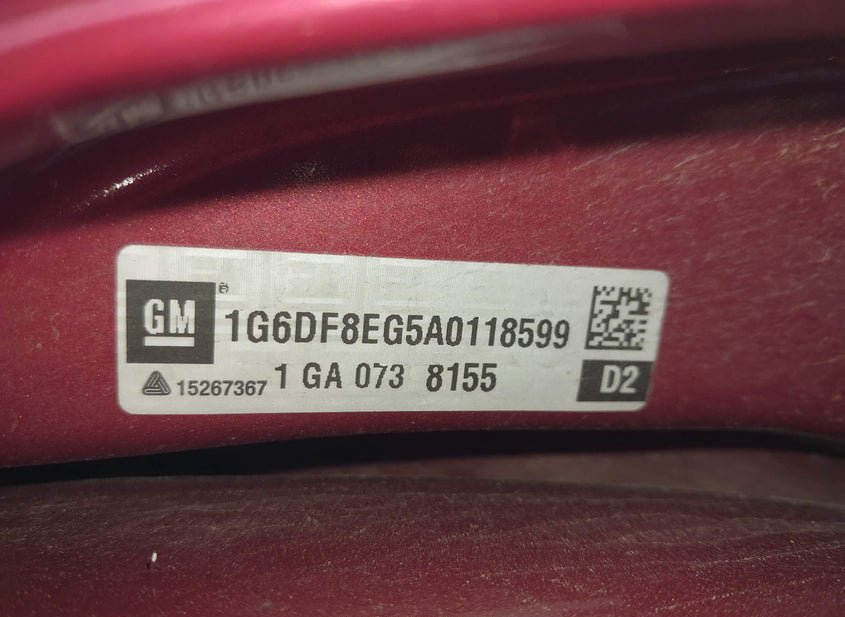 GM ® 1G6DF8EG5A0118599
15267367 1 GA 073 8155 D2